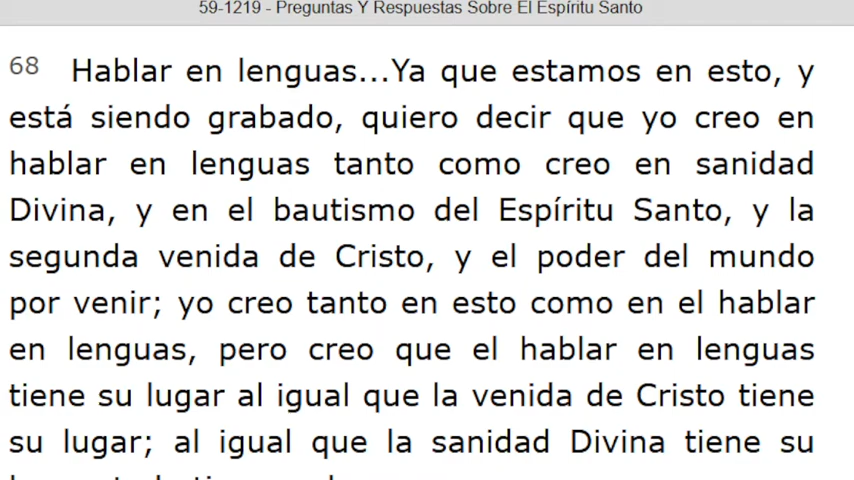 59-1219 - Preguntas Y Respuestas Sobre El Espíritu Santo
68 Hablar en lenguas...Ya que estamos en esto, y
está siendo grabado, quiero decir que yo creo en
hablar en lenguas tanto como creo en sanidad
Divina, y en el bautismo del Espíritu Santo, y la
segunda venida de Cristo, y el poder del mundo
por venir; yo creo tanto en esto como en el hablar
en lenguas, pero creo que el hablar en lenguas
tiene su lugar al igual que la venida de Cristo tiene
su lugar; al igual que la sanidad Divina tiene su